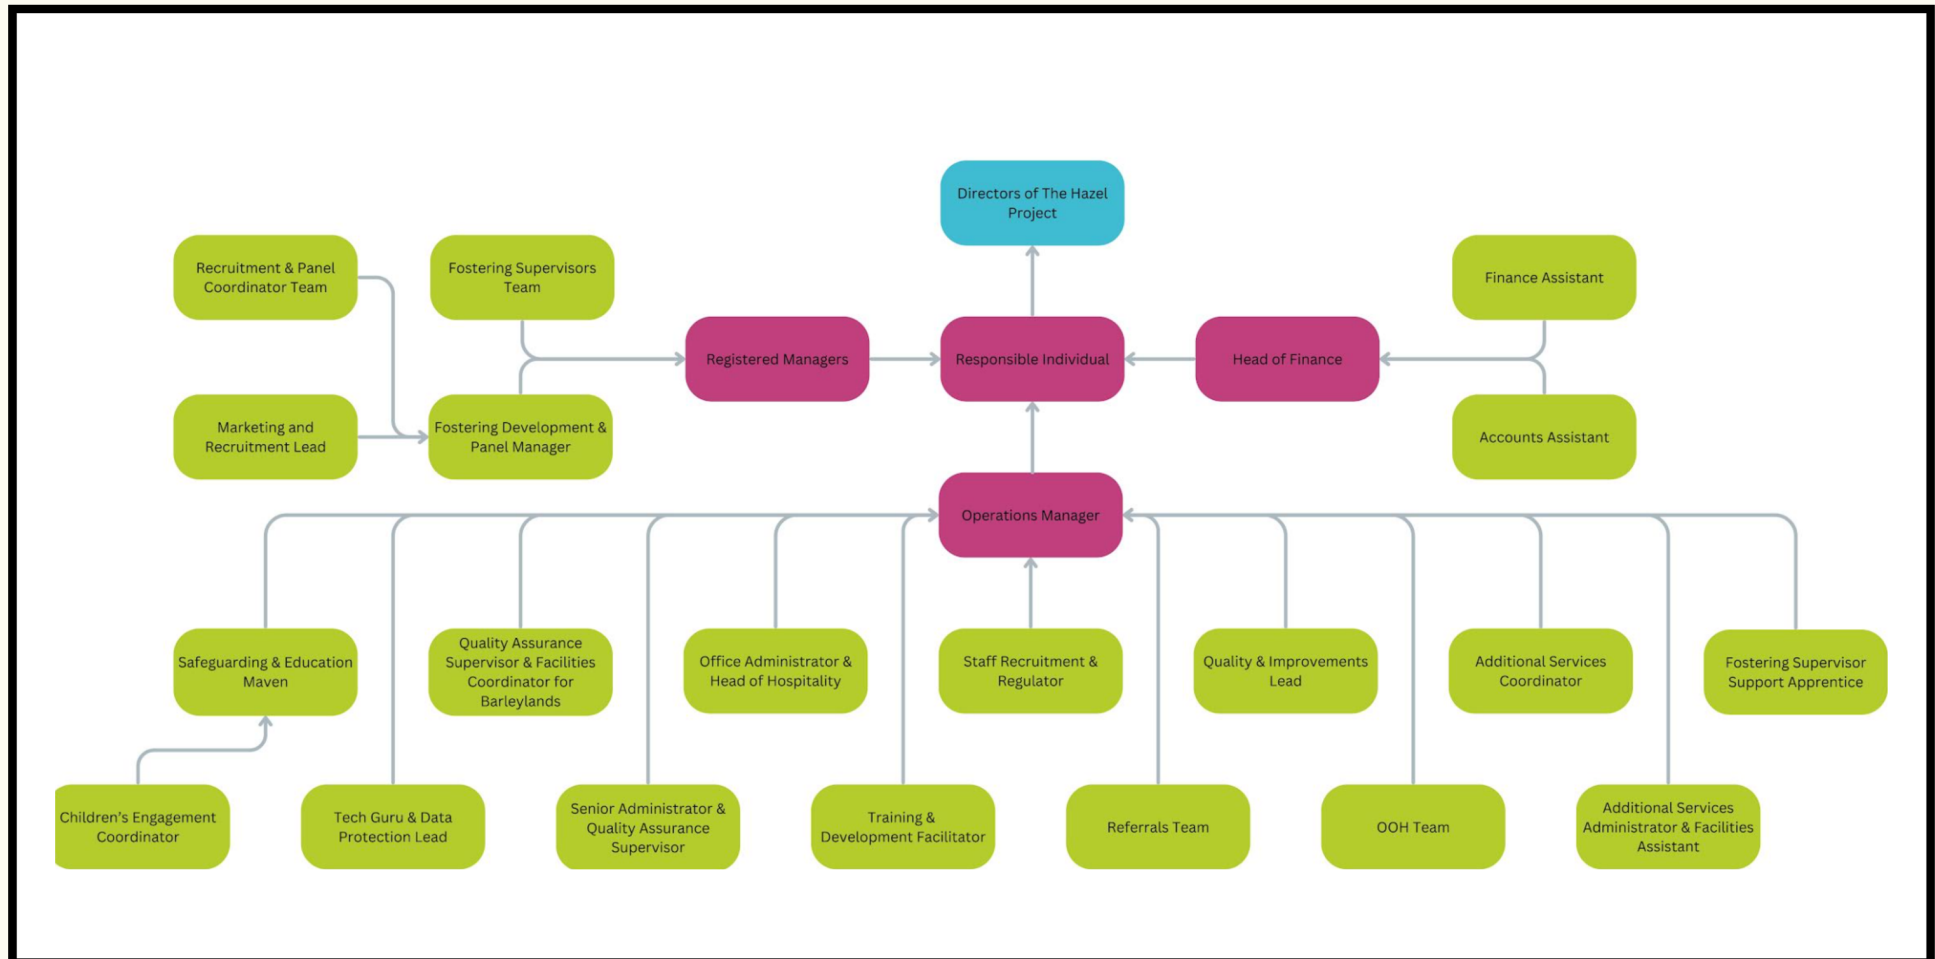 Directors of The Hazel
Project
Recruitment & Panel
Coordinator Team
Fostering Supervisors
Team
Finance Assistant
Registered Managers
Responsible Individual
Head of Finance
Marketing and
Recruitment Lead
Fostering Development &
Panel Manager
Accounts Assistant
Operations Manager
Safeguarding & Education
Maven
Quality Assurance
Supervisor & Facilities
Coordinator for
Barleylands
Office Administrator &
Head of Hospitality
Staff Recruitment &
Regulator
Quality & Improvements
Lead
Additional Services
Coordinator
Fostering Supervisor
Support Apprentice
Children’s Engagement
Coordinator
Tech Guru & Data
Protection Lead
Senior Administrator &
Quality Assurance
Supervisor
Training &
Development Facilitator
Referrals Team
OOH Team
Additional Services
Administrator & Facilities
Assistant